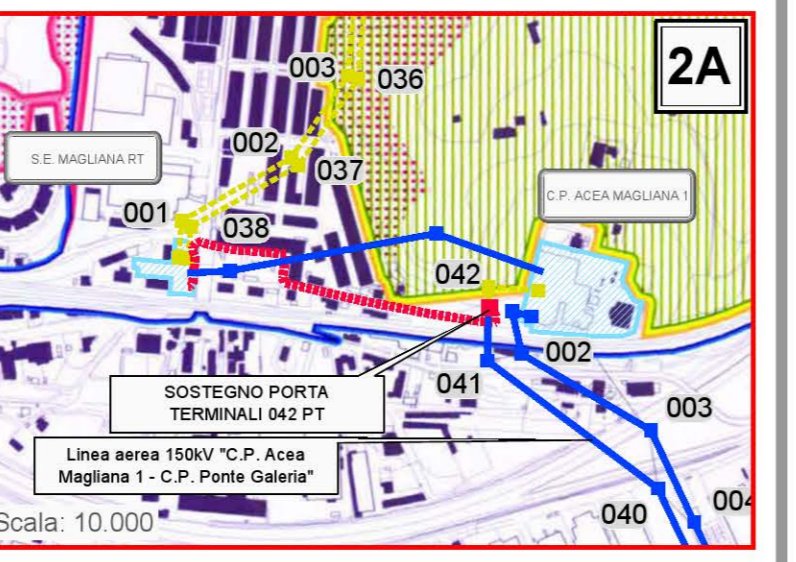 2A
003
036
S.E. MAGLIANA RT
002
037
C.P. ACEA MAGLIANA 1
001
038
042
002
041
SOSTEGNO PORTA
TERMINALI 042 PT
003
Linea aerea 150kV "C.P. Acea
Magliana 1 - C.P. Ponte Galeria"
040
004
Scala: 10.000